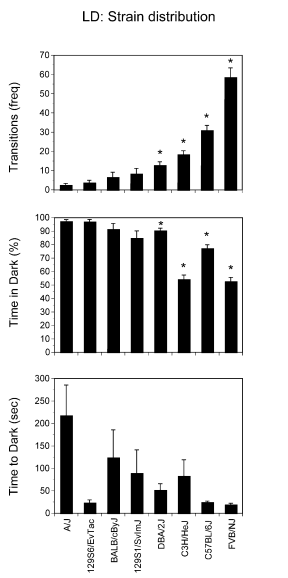 LD: Strain distribution
Transitions (freq)
70
60
50
40
30
20
10
0
*
*
*
*
*
Time in Dark (%)
100
90
80
70
60
50
40
30
20
10
0
*
*
*
*
Time to Dark (sec)
300
250
200
150
100
50
0
A/J
129S6/EvTac
BALB/cByJ
129S1/SvImJ
DBA/2J
C3H/HeJ
C57BL/6J
FVB/NJ